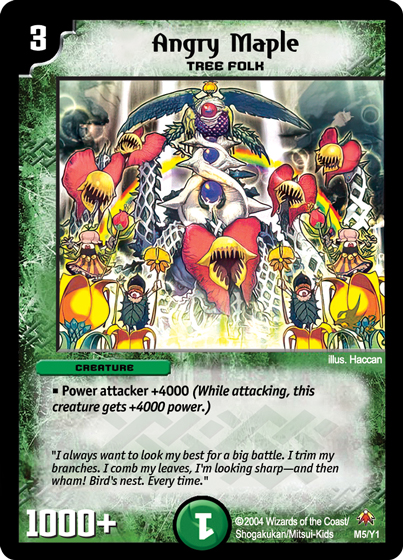 3
Angry Maple
TREE FOLK
illus. Haccan
CREATURE
▪ Power attacker +4000 (While attacking, this
creature gets +4000 power.)
"I always want to look my best for a big battle. I trim my
branches. I comb my leaves, I'm looking sharp—and then
wham! Bird's nest. Every time."
1000+
1
©2004 Wizards of the Coast/
Shogakukan/Mitsui-Kids
M5/Y1